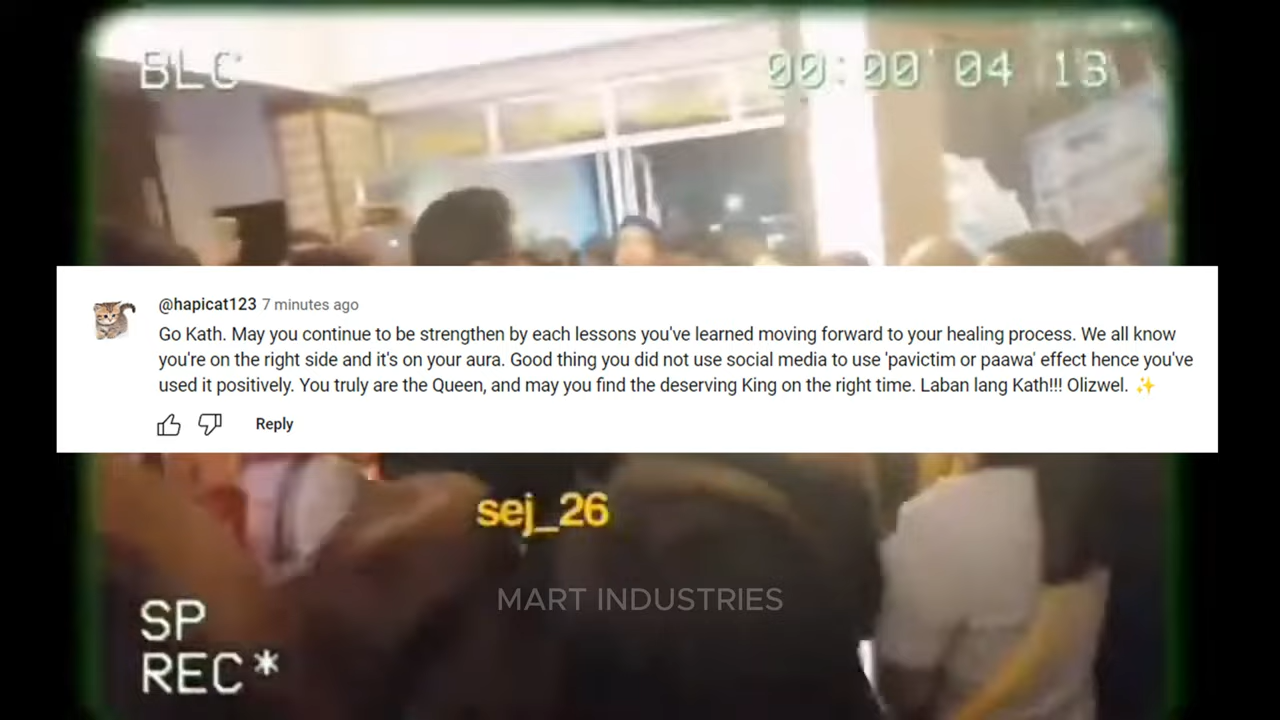 BLC 00:00 04 13
@hapicat123 7 minutes ago
Go Kath. May you continue to be strengthen by each lessons you've learned moving forward to your healing process. We all know
you're on the right side and it's on your aura. Good thing you did not use social media to use 'pavictim or paawa' effect hence you've
used it positively. You truly are the Queen, and may you find the deserving King on the right time. Laban lang Kath!!! Olizwel. ✨
Reply
sej_26
MART INDUSTRIES
SP
REC*